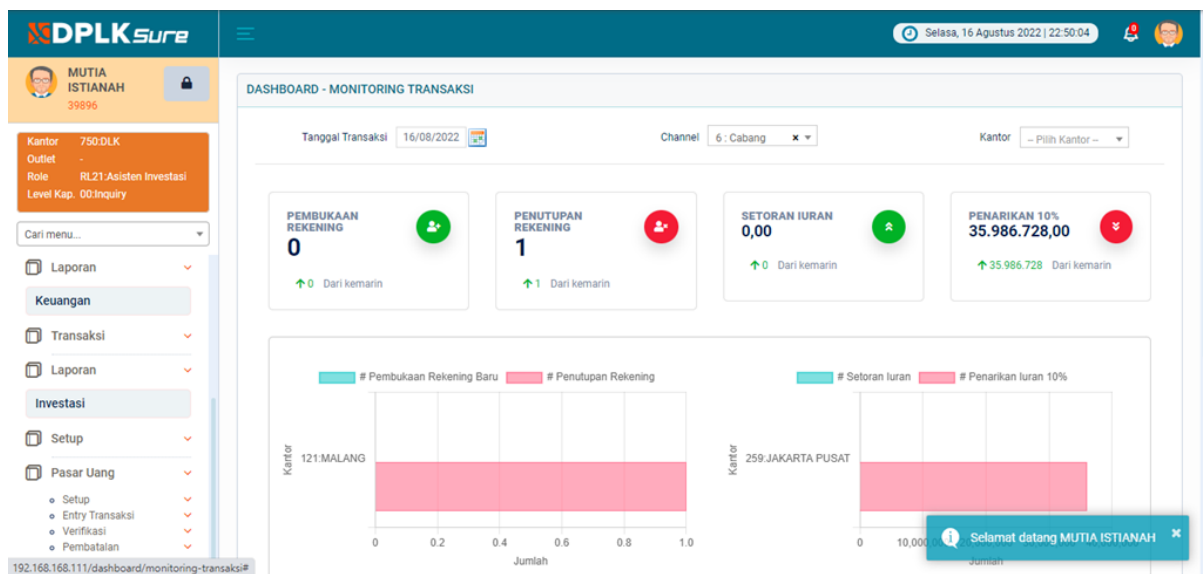 DPLKSure
Selasa, 16 Agustus 2022 | 22:50:04
MUTIA
ISTIANAH
39896
Kantor 750:DLK
Outlet -
Role RL21:Asisten Investasi
Level Kap. 00:Inquiry
Cari menu...
Laporan
Keuangan
Transaksi
Laporan
Investasi
Setup
Pasar Uang
Setup
Entry Transaksi
Verifikasi
Pembatalan
192.168.168.111/dashboard/monitoring-transaksi#
DASHBOARD - MONITORING TRANSAKSI
Tanggal Transaksi 16/08/2022 Channel 6 : Cabang × Kantor -- Pilih Kantor --
PEMBUKAAN
REKENING
0
0 Dari kemarin
PENUTUPAN
REKENING
1
1 Dari kemarin
SETORAN IURAN
0,00
0 Dari kemarin
PENARIKAN 10%
35.986.728,00
35.986.728 Dari kemarin
# Pembukaan Rekening Baru # Penutupan Rekening
Kantor
121:MALANG
0 0.2 0.4 0.6 0.8 1.0
Jumlah
# Setoran Iuran # Penarikan Iuran 10%
Kantor
259:JAKARTA PUSAT
0
Jumlah
Selamat datang MUTIA ISTIANAH ×